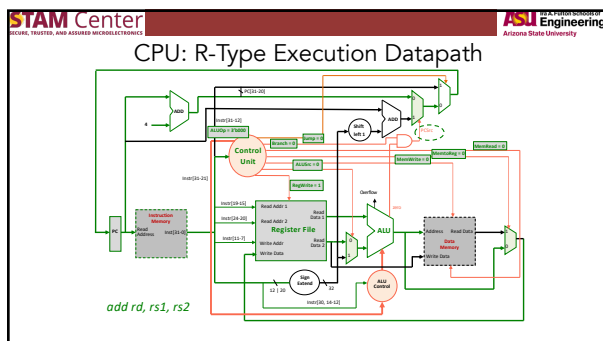 STAM Center
SECURE, TRUSTED, AND ASSURED MICROELECTRONICS
ASU
Ira A. Fulton Schools of
Engineering
Arizona State University
CPU: R-Type Execution Datapath
PC[31-20]
ADD
4
Instr[31-12]
ALUOp = 3'b000
Jump = 0
Branch = 0
Shift
left 1
ADD
1
0
0
1
PCSrc
Control
Unit
MemRead = 0
MemtoReg = 0
MemWrite = 0
ALUSrc = 0
Instr[31-21]
RegWrite = 1
Overflow
zero
PC
Instruction
Memory
Read
Address
Inst[31-0]
Instr[19-15]
Instr[24-20]
Instr[11-7]
Read Addr 1
Read Addr 2
Write Addr
Write Data
Register File
Read
Data 1
Read
Data 2
0
1
ALU
Address
Read Data
Data
Memory
Write Data
1
0
Sign
Extend
12 | 20
32
ALU
Control
Instr[30, 14-12]
add rd, rs1, rs2